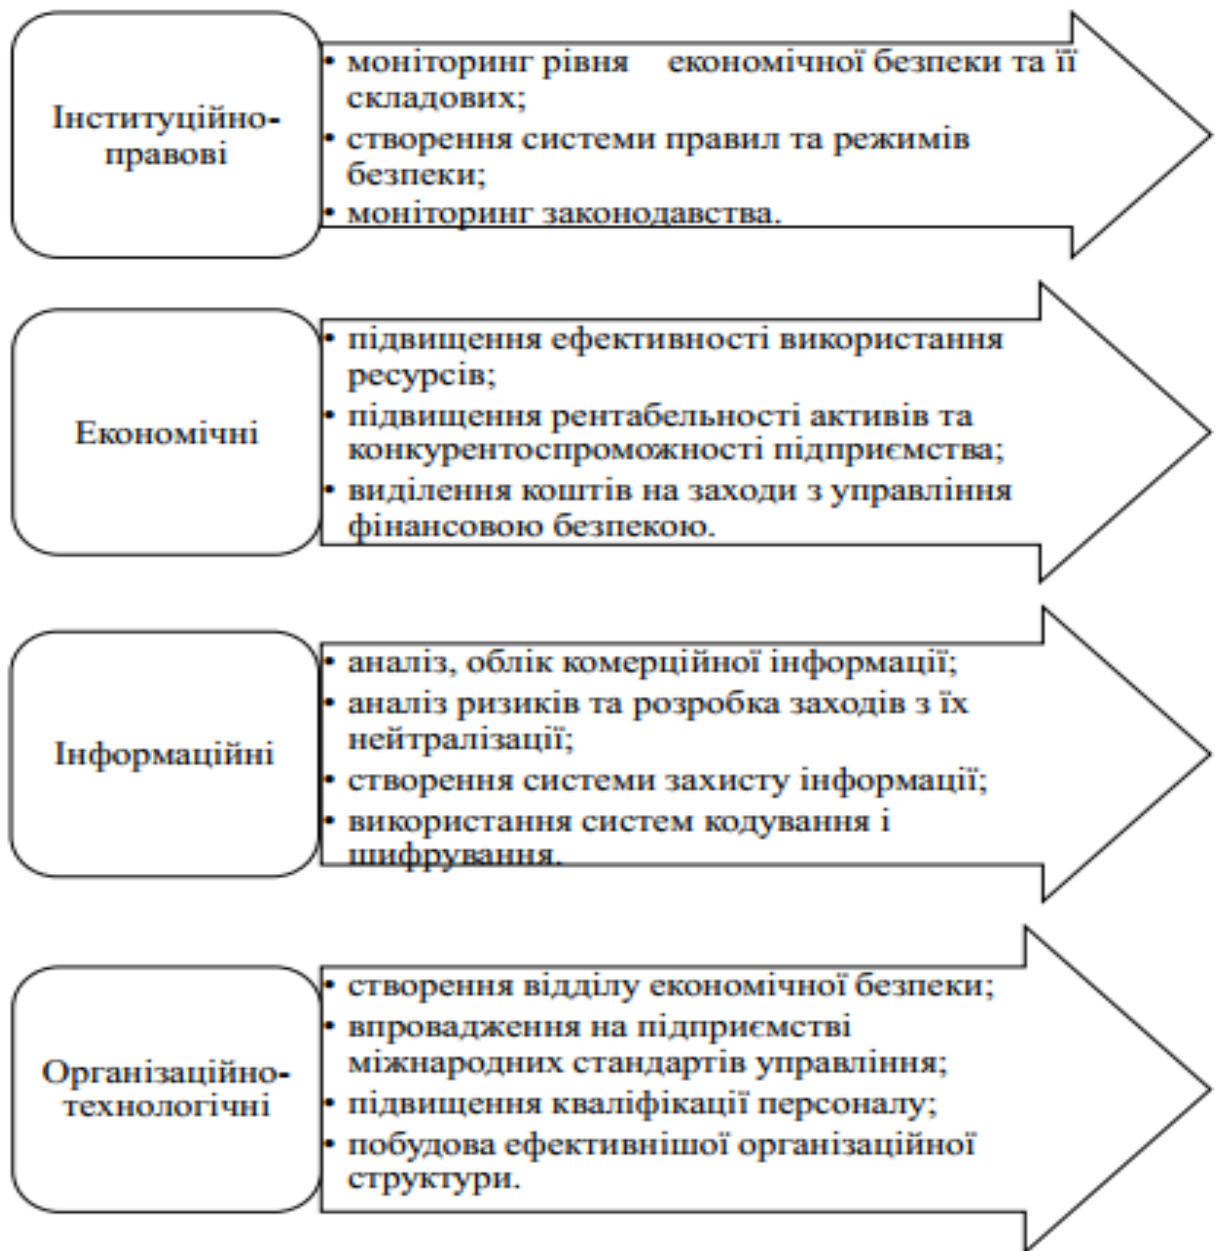 Інституційно-
правові
• моніторинг рівня економічної безпеки та її
складових;
• створення системи правил та режимів
безпеки;
• моніторинг законодавства.
Економічні
• підвищення ефективності використання
ресурсів;
• підвищення рентабельності активів та
конкурентоспроможності підприємства;
• виділення коштів на заходи з управління
фінансовою безпекою.
Інформаційні
• аналіз, облік комерційної інформації;
• аналіз ризиків та розробка заходів з їх
нейтралізації;
• створення системи захисту інформації;
• використання систем кодування і
шифрування.
Організаційно-
технологічні
• створення відділу економічної безпеки;
• впровадження на підприємстві
міжнародних стандартів управління;
• підвищення кваліфікації персоналу;
• побудова ефективнішої організаційної
структури.